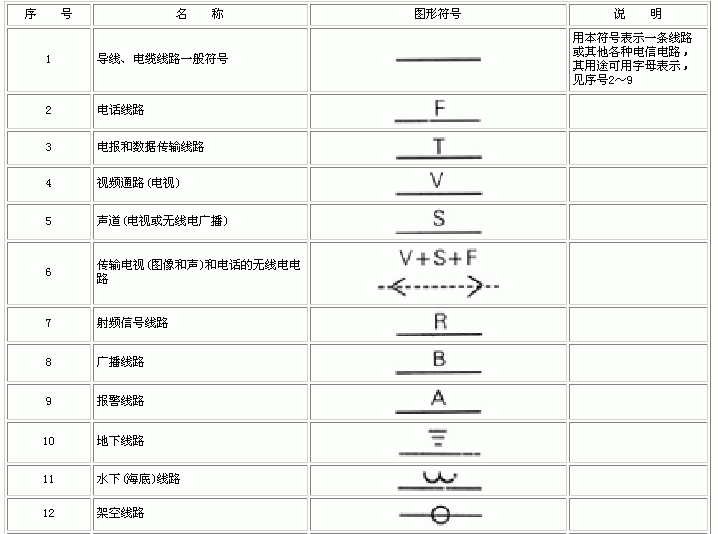 序 号 名 称 图形符号 说 明
1 导线、电缆线路一般符号 用本符号表示一条线路
或其他各种电信电路，
其用途可用字母表示，
见序号2～9
2 电话线路 F
3 电报和数据传输线路 T
4 视频通路(电视) V
5 声道(电视或无线电广播) S
6 传输电视(图像和声)和电话的无线电电
路 V+S+F
7 射频信号线路 R
8 广播线路 B
9 报警线路 A
10 地下线路
11 水下(海底)线路
12 架空线路